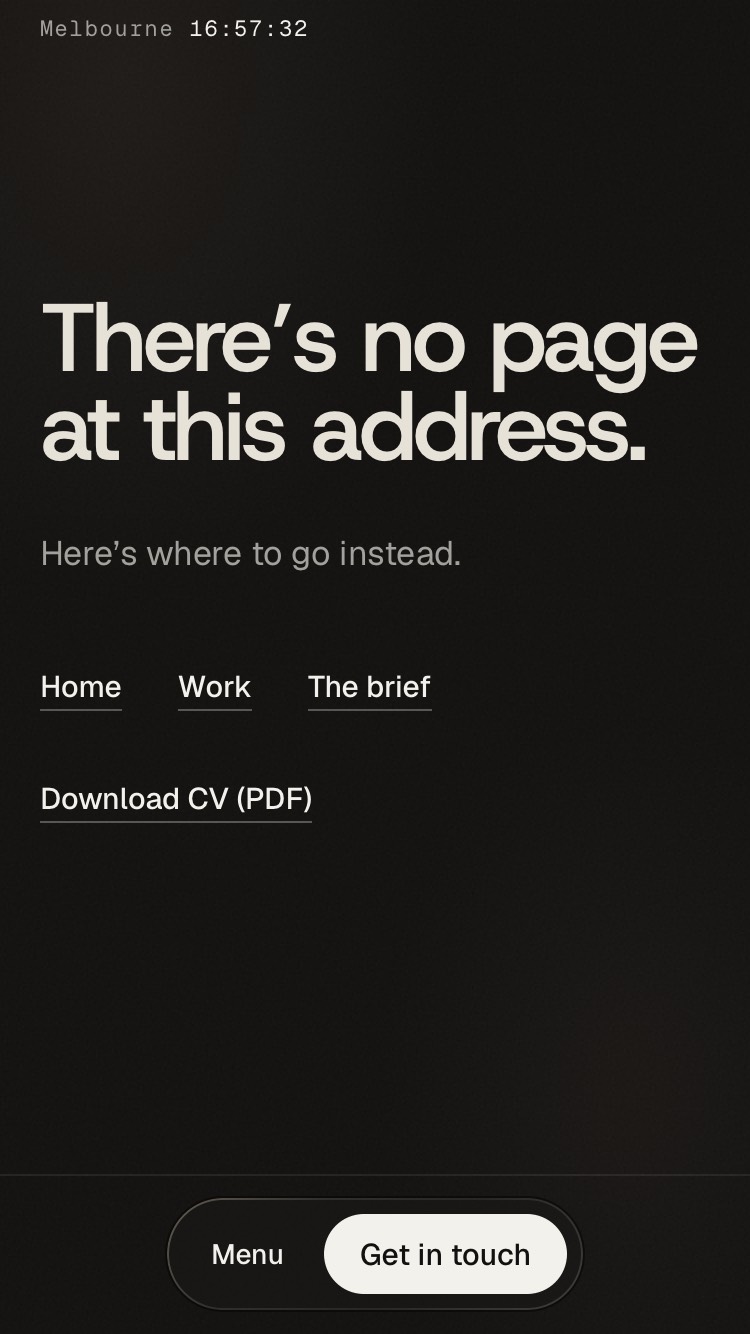 Melbourne 16:57:32
There’s no page
at this address.
Here’s where to go instead.
Home Work The brief
Download CV (PDF)
Menu Get in touch